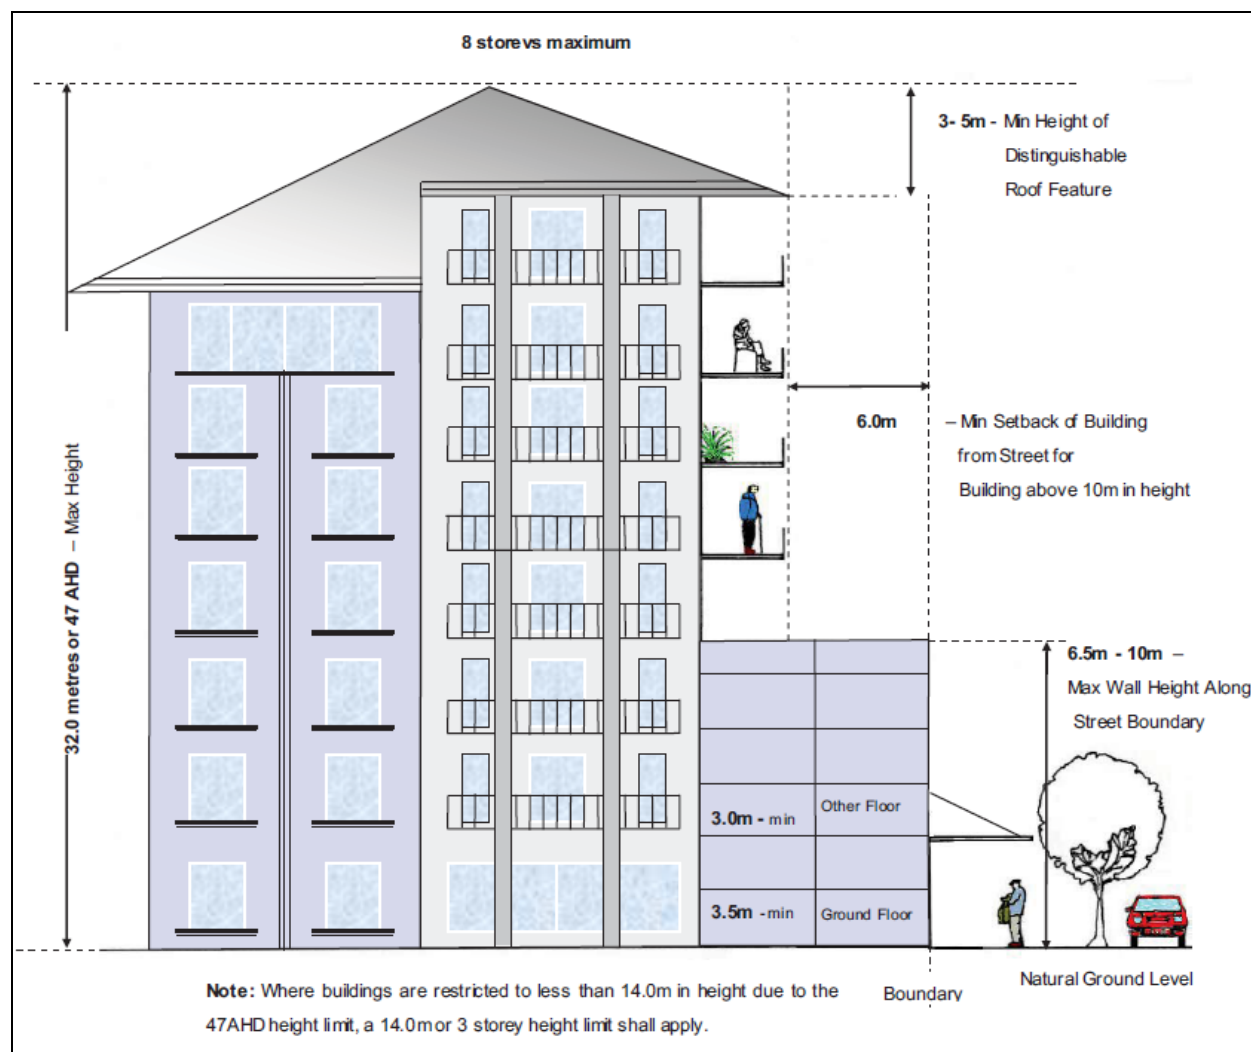 8 storevs maximum
3- 5m - Min Height of
Distinguishable
Roof Feature
6.0m – Min Setback of Building
from Street for
Building above 10m in height
32.0 metres or 47 AHD – Max Height
6.5m - 10m –
Max Wall Height Along
Street Boundary
3.0m - min Other Floor
3.5m - min Ground Floor
Natural Ground Level
Boundary
Note: Where buildings are restricted to less than 14.0m in height due to the
47AHD height limit, a 14.0m or 3 storey height limit shall apply.